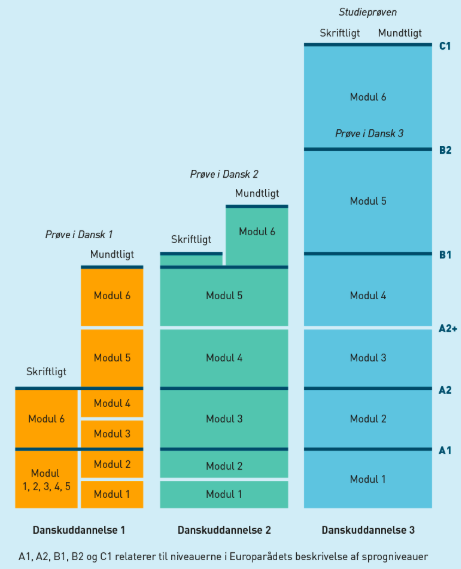 Studieprøven
Skriftligt Mundtligt
C1
Modul 6
Prøve i Dansk 3
B2
Prøve i Dansk 2
Mundtligt
Modul 5
Prøve i Dansk 1
Skriftligt
Modul 6
Mundtligt
B1
Modul 6
Modul 5
Modul 4
A2+
Skriftligt
Modul 5
Modul 4
Modul 3
A2
Modul 6
Modul 4
Modul 3
Modul 3
Modul 2
A1
Modul
1, 2, 3, 4, 5
Modul 2
Modul 1
Modul 2
Modul 1
Modul 1
Danskuddannelse 1 Danskuddannelse 2 Danskuddannelse 3
A1, A2, B1, B2 og C1 relaterer til niveauerne i Europarådets beskrivelse af sprogniveauer